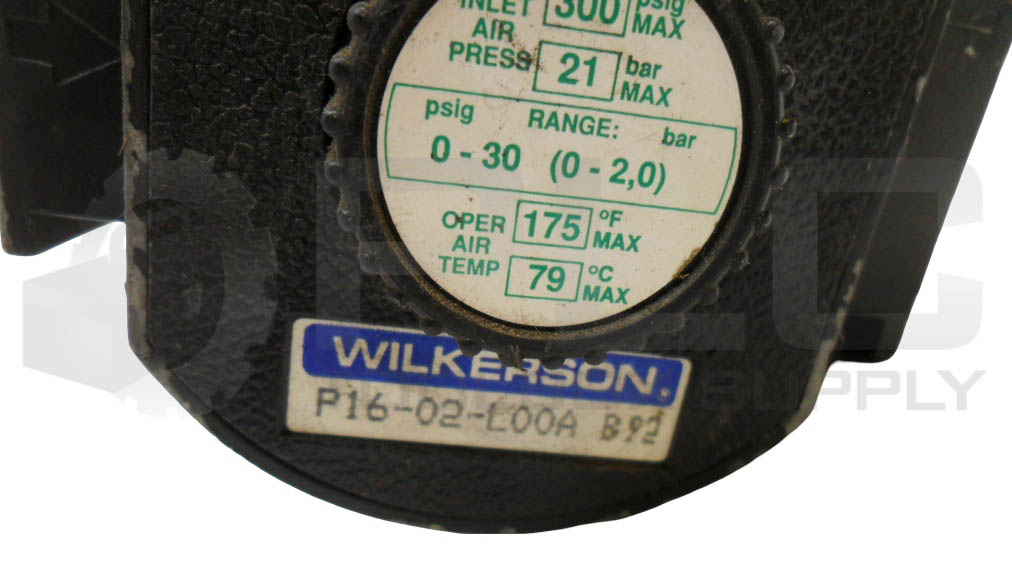 INLET 300 psig
AIR MAX
PRESS 21 bar
MAX
psig RANGE: bar
0 - 30 (0 - 2,0)
OPER 175 °F
AIR MAX
TEMP 79 °C
MAX
WILKERSON
P16-02-L00A B92
PLC
SUPPLY